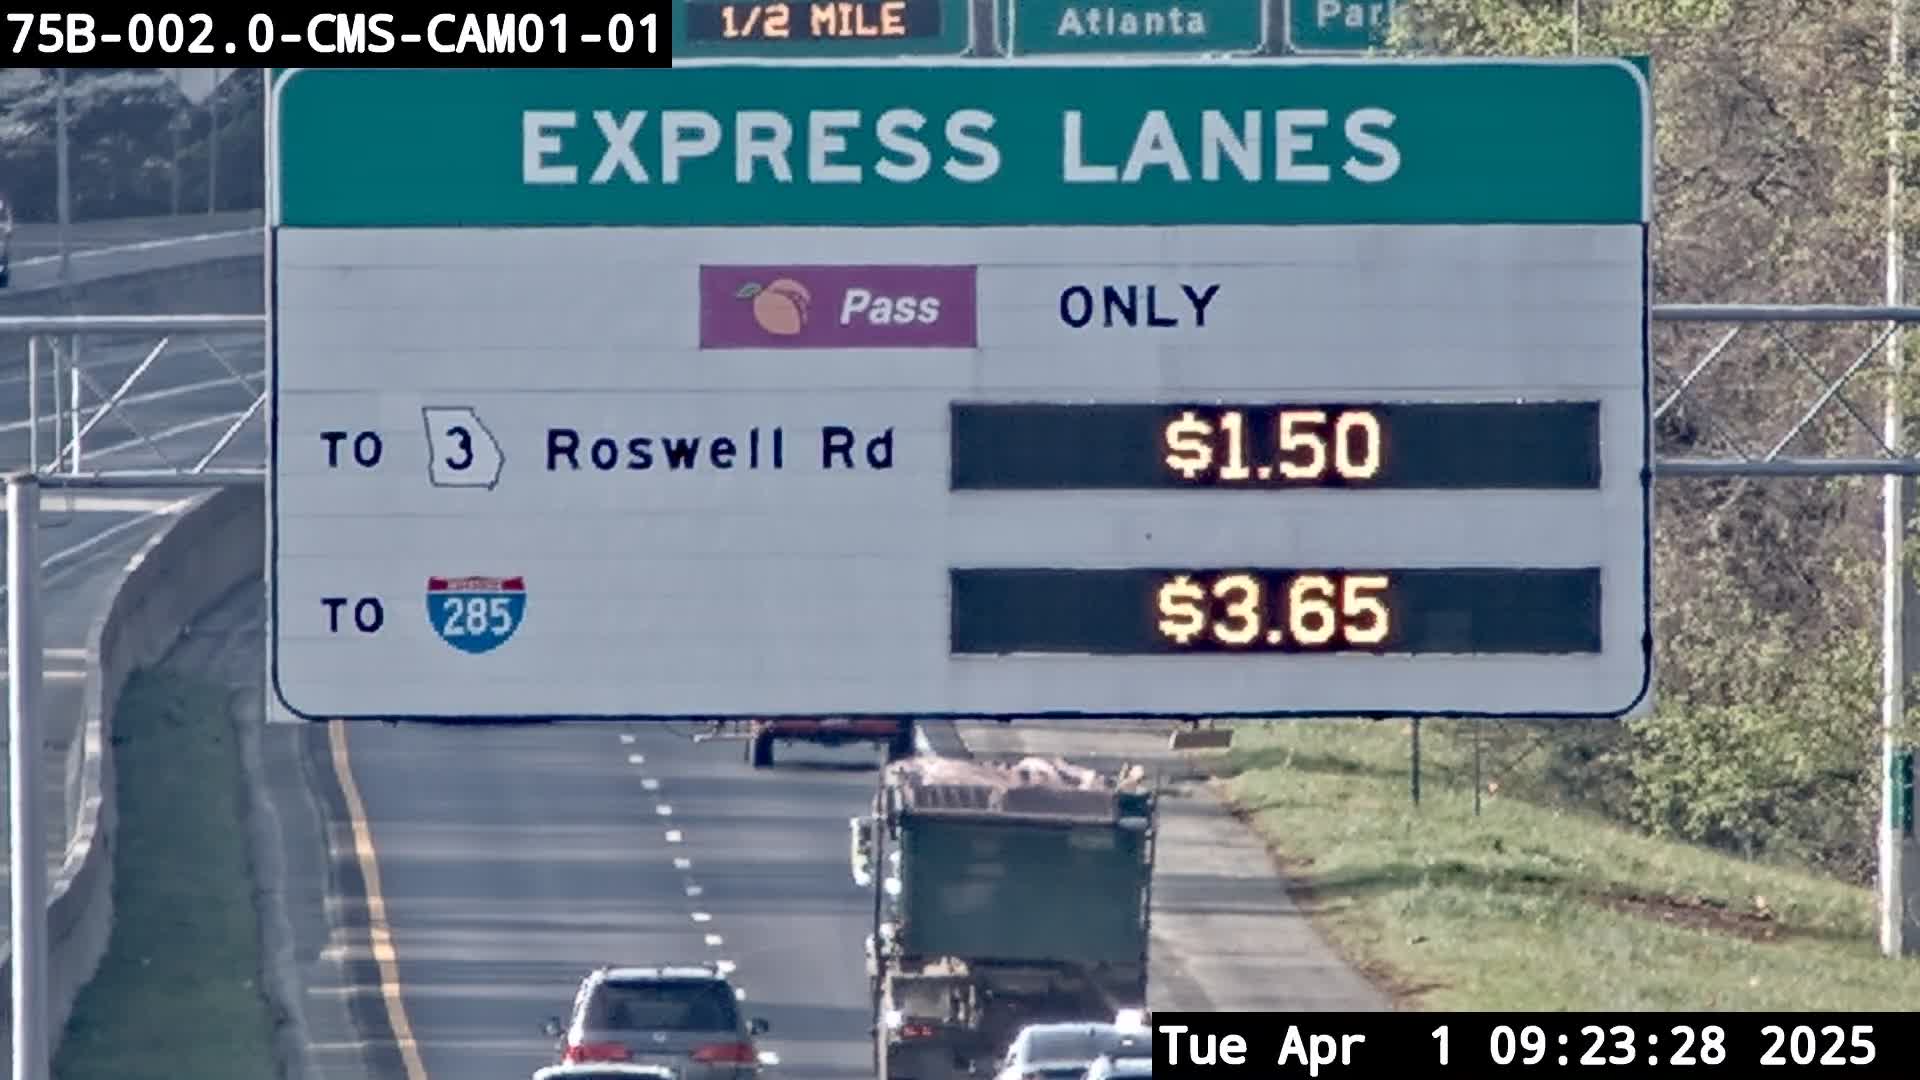 75B-002.0-CMS-CAM01-01
1/2 MILE
Atlanta
EXPRESS LANES
Pass ONLY
TO 3 Roswell Rd $1.50
TO 285 $3.65
Tue Apr 1 09:23:28 2025